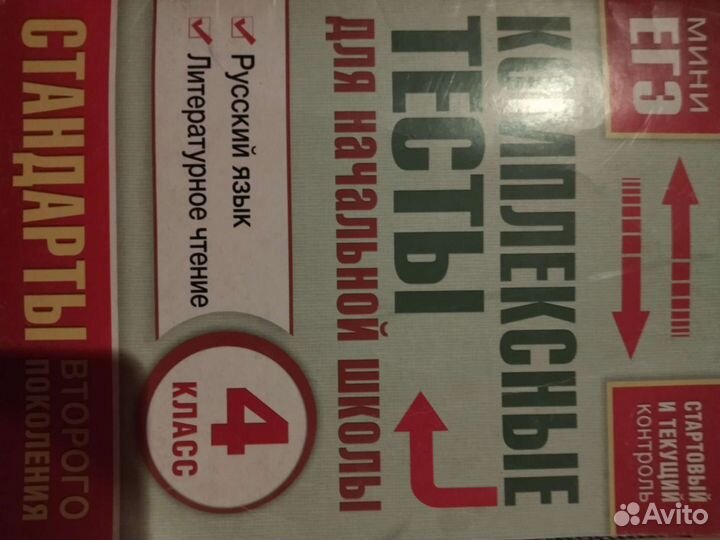 МИНИ
ЕГЭ
СТАРТОВЫЙ
И ТЕКУЩИЙ
КОНТРОЛЬ
КОМПЛЕКСНЫЕ
ТЕСТЫ
для начальной школы
Русский язык
Литературное чтение
4
КЛАСС
СТАНДАРТЫ ВТОРОГО
ПОКОЛЕНИЯ
Avito